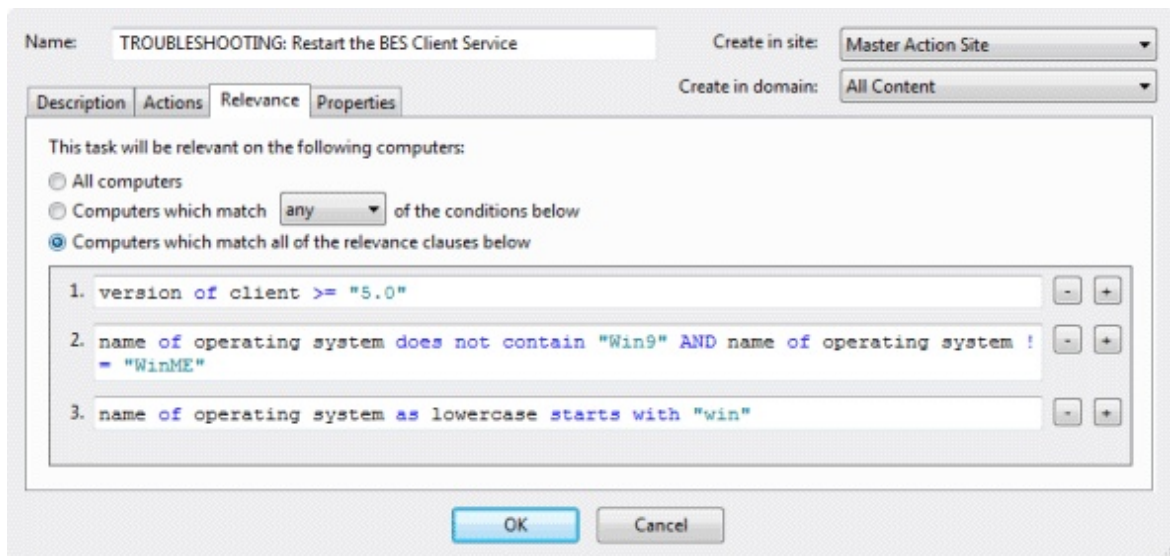 Name: TROUBLESHOOTING: Restart the BES Client Service Create in site: Master Action Site
Create in domain: All Content
Description Actions Relevance Properties
This task will be relevant on the following computers:
All computers
Computers which match any of the conditions below
Computers which match all of the relevance clauses below
1. version of client >= "5.0" - +
2. name of operating system does not contain "Win9" AND name of operating system !
= "WinME" - +
3. name of operating system as lowercase starts with "win" - +
OK Cancel